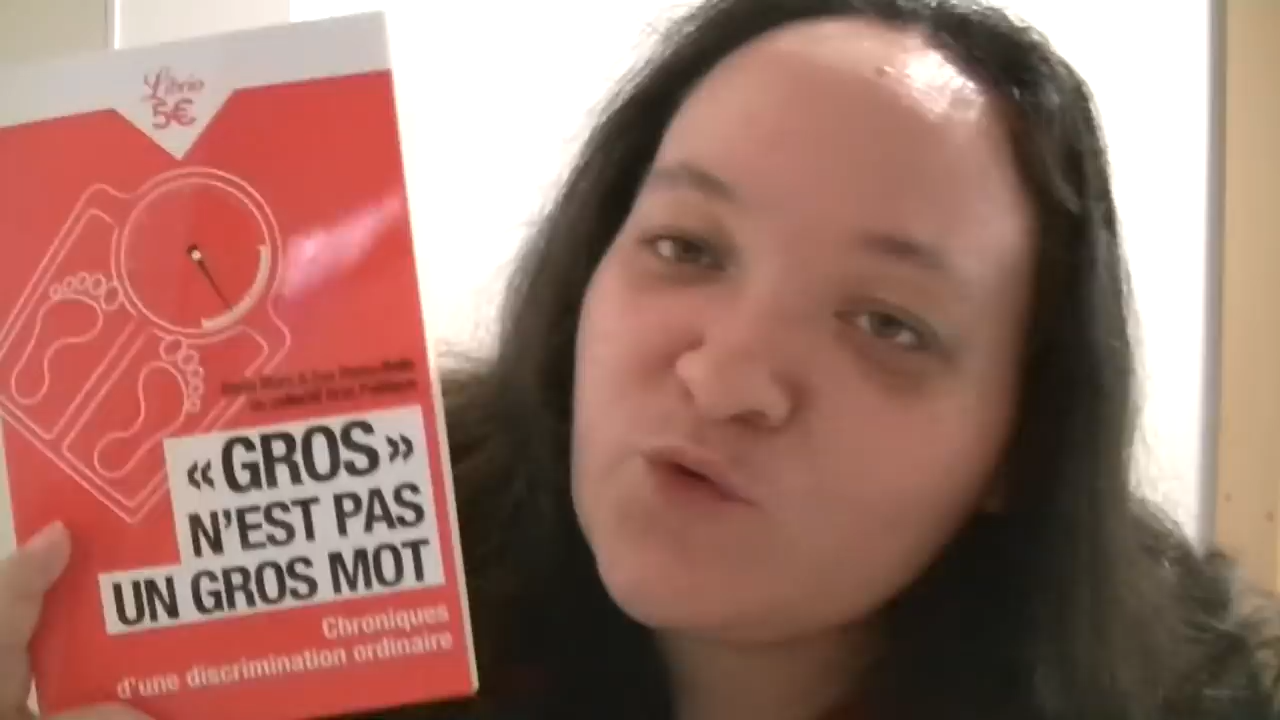 Librio
5€
« GROS »
N'EST PAS
UN GROS MOT
Chroniques
d'une discrimination ordinaire